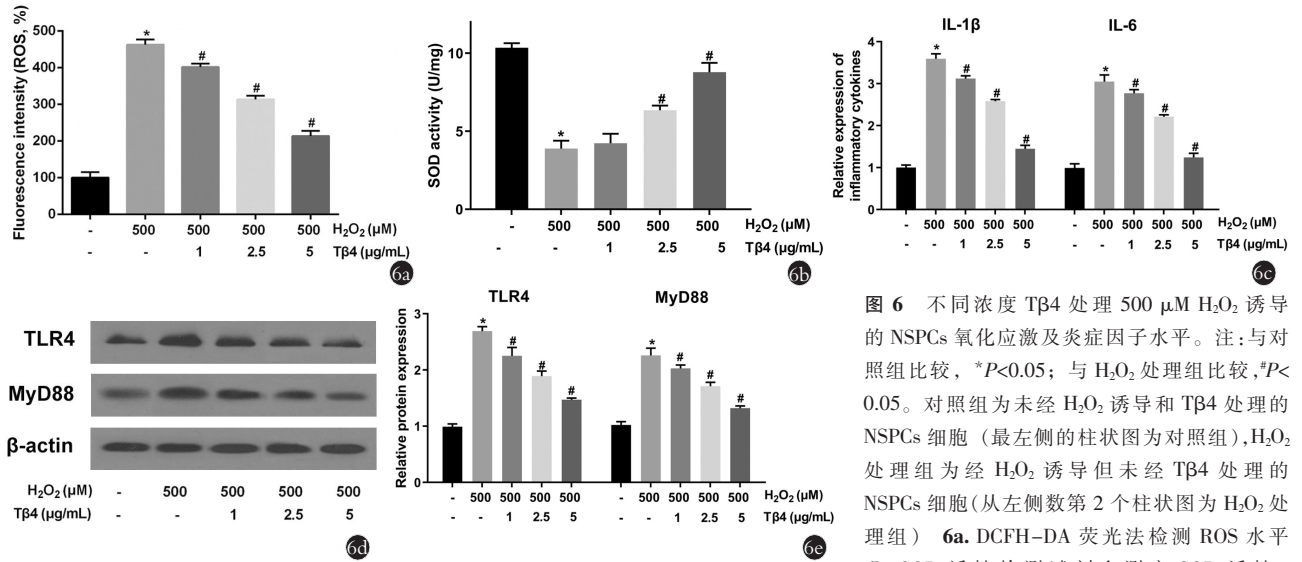 Fluorescence intensity (ROS, %)
500
400
300
200
100
0
*
#
#
#
- 500 500 500 500 H₂O₂ (μM)
- - 1 2.5 5 Tβ4 (μg/mL)
6a
SOD activity (U/mg)
10
5
0
*
#
#
- 500 500 500 500 H₂O₂ (μM)
- - 1 2.5 5 Tβ4 (μg/mL)
6b
IL-1β IL-6
Relative expression of
inflammatory cytokines
4
3
2
1
0
* # # # * # # #
- 500 500 500 500 - 500 500 500 500 H₂O₂ (μM)
- - 1 2.5 5 - - 1 2.5 5 Tβ4 (μg/mL)
6c
TLR4
MyD88
β-actin
H₂O₂ (μM) - 500 500 500 500
Tβ4 (μg/mL) - - 1 2.5 5
6d
TLR4 MyD88
Relative protein expression
3
2
1
0
* # # # * # # #
- 500 500 500 500 - 500 500 500 500 H₂O₂ (μM)
- - 1 2.5 5 - - 1 2.5 5 Tβ4 (μg/mL)
6e
图 6 不同浓度 Tβ4 处理 500 μM H₂O₂ 诱导
的 NSPCs 氧化应激及炎症因子水平。注:与对
照组比较，*P<0.05；与 H₂O₂ 处理组比较,#P<
0.05。对照组为未经 H₂O₂ 诱导和 Tβ4 处理的
NSPCs 细胞（最左侧的柱状图为对照组）,H₂O₂
处理组为经 H₂O₂ 诱导但未经 Tβ4 处理的
NSPCs 细胞(从左侧数第 2 个柱状图为 H₂O₂ 处
理组） 6a. DCFH-DA 荧光法检测 ROS 水平